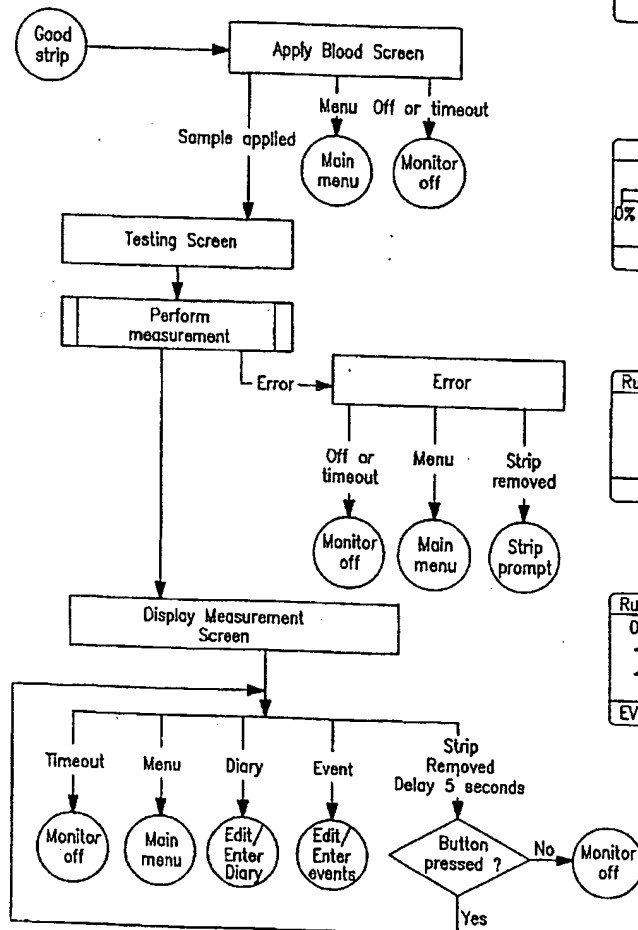 Good
strip
Apply Blood Screen
Menu
Off or timeout
Sample applied
Main
menu
Monitor
off
0%
Testing Screen
Perform
measurement
Error
Error
Off or
timeout
Menu
Strip
removed
Monitor
off
Main
menu
Strip
prompt
Display Measurement
Screen
Timeout
Menu
Diary
Event
Strip
Removed
Delay 5 seconds
Monitor
off
Main
menu
Edit/
Enter
Diary
Edit/
Enter
events
Button
pressed ?
No
Monitor
off
Yes